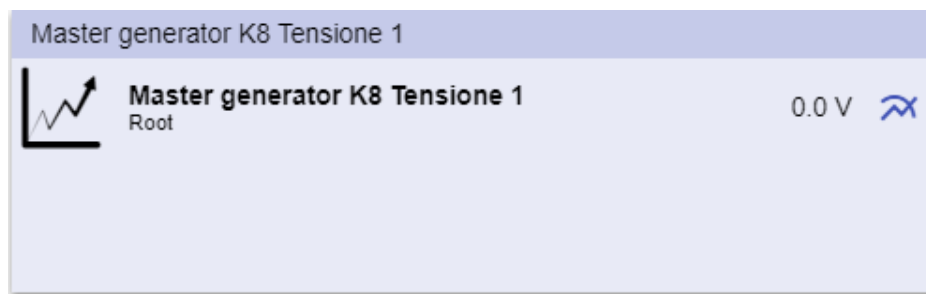 Master generator K8 Tensione 1
Master generator K8 Tensione 1
0.0 V
Root